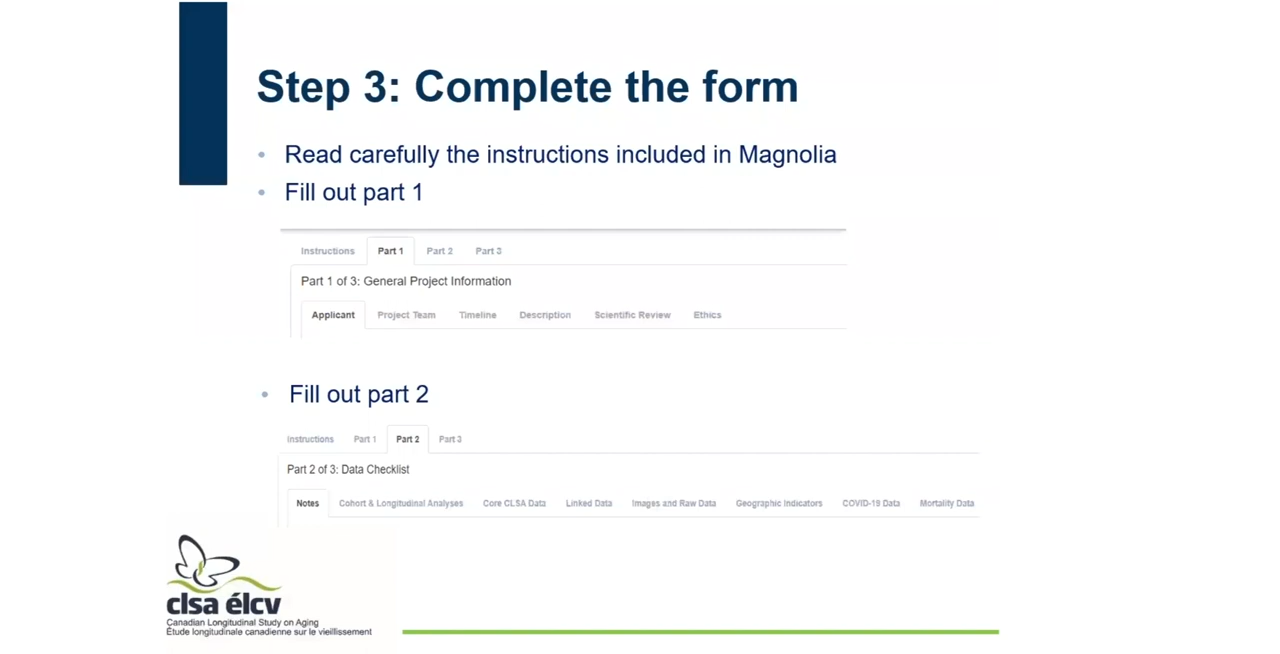 Step 3: Complete the form
• Read carefully the instructions included in Magnolia
• Fill out part 1
Instructions Part 1 Part 2 Part 3
Part 1 of 3: General Project Information
Applicant Project Team Timeline Description Scientific Review Ethics
• Fill out part 2
Instructions Part 1 Part 2 Part 3
Part 2 of 3: Data Checklist
Notes Cohort & Longitudinal Analyses Core CLSA Data Linked Data Images and Raw Data Geographic Indicators COVID-19 Data Mortality Data
clsa élcv
Canadian Longitudinal Study on Aging
Étude longitudinale canadienne sur le vieillissement